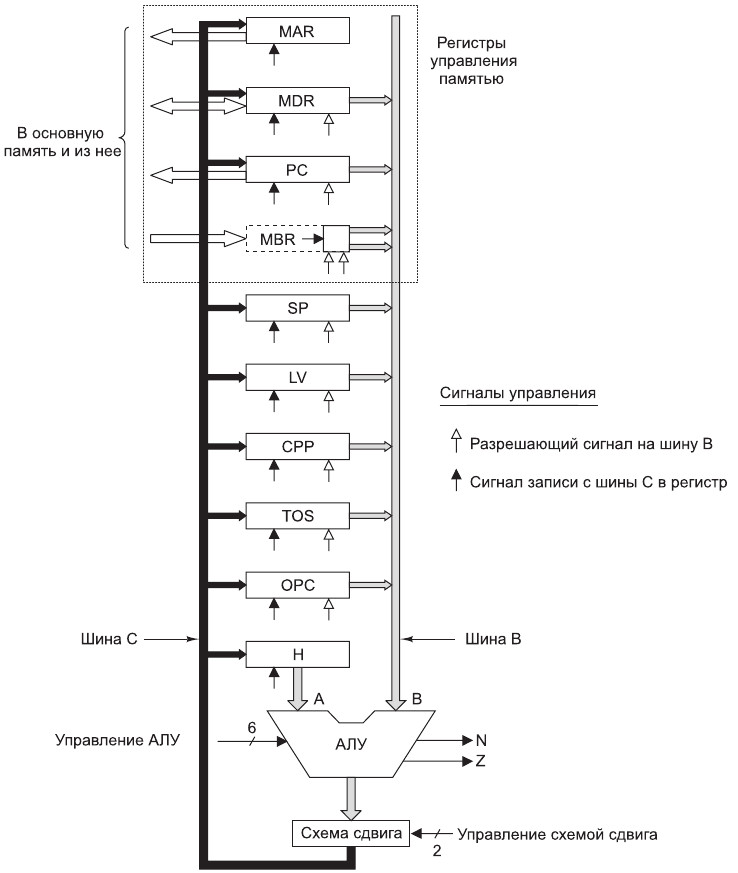 MAR
Регистры
управления
памятью
MDR
В основную
память и из нее
PC
MBR
SP
LV
Сигналы управления
Разрешающий сигнал на шину B
CPP
Сигнал записи с шины C в регистр
TOS
OPC
Шина C
H
Шина B
A
B
6
Управление АЛУ
АЛУ
N
Z
Схема сдвига
Управление схемой сдвига
2